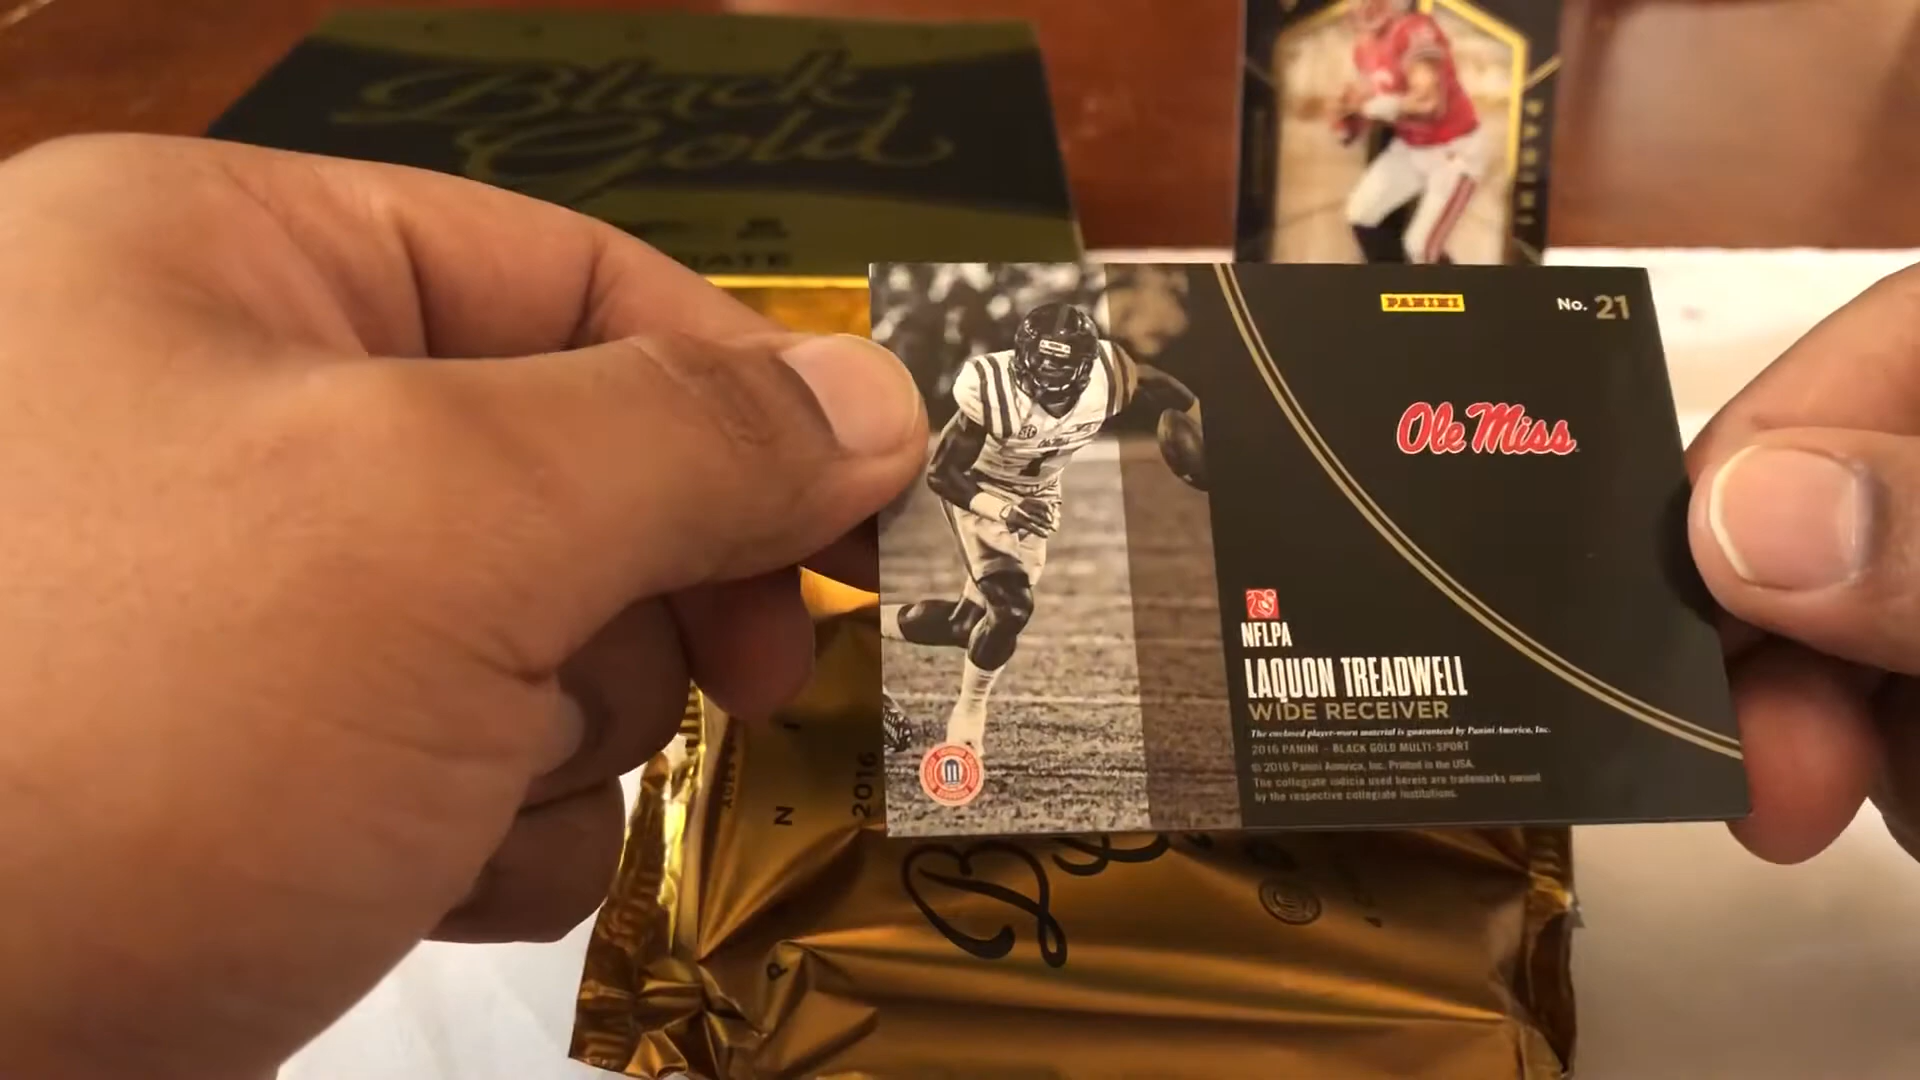 Black
Gold
PANINI
PANINI
No. 21
Ole Miss
NFLPA
LAQUON TREADWELL
WIDE RECEIVER
The enclosed player-worn material is guaranteed by Panini America, Inc.
2016 PANINI - BLACK GOLD MULTI-SPORT
© 2016 Panini America, Inc. Printed in the USA.
The collegiate indicia used herein are trademarks owned
by the respective collegiate institutions.
2016